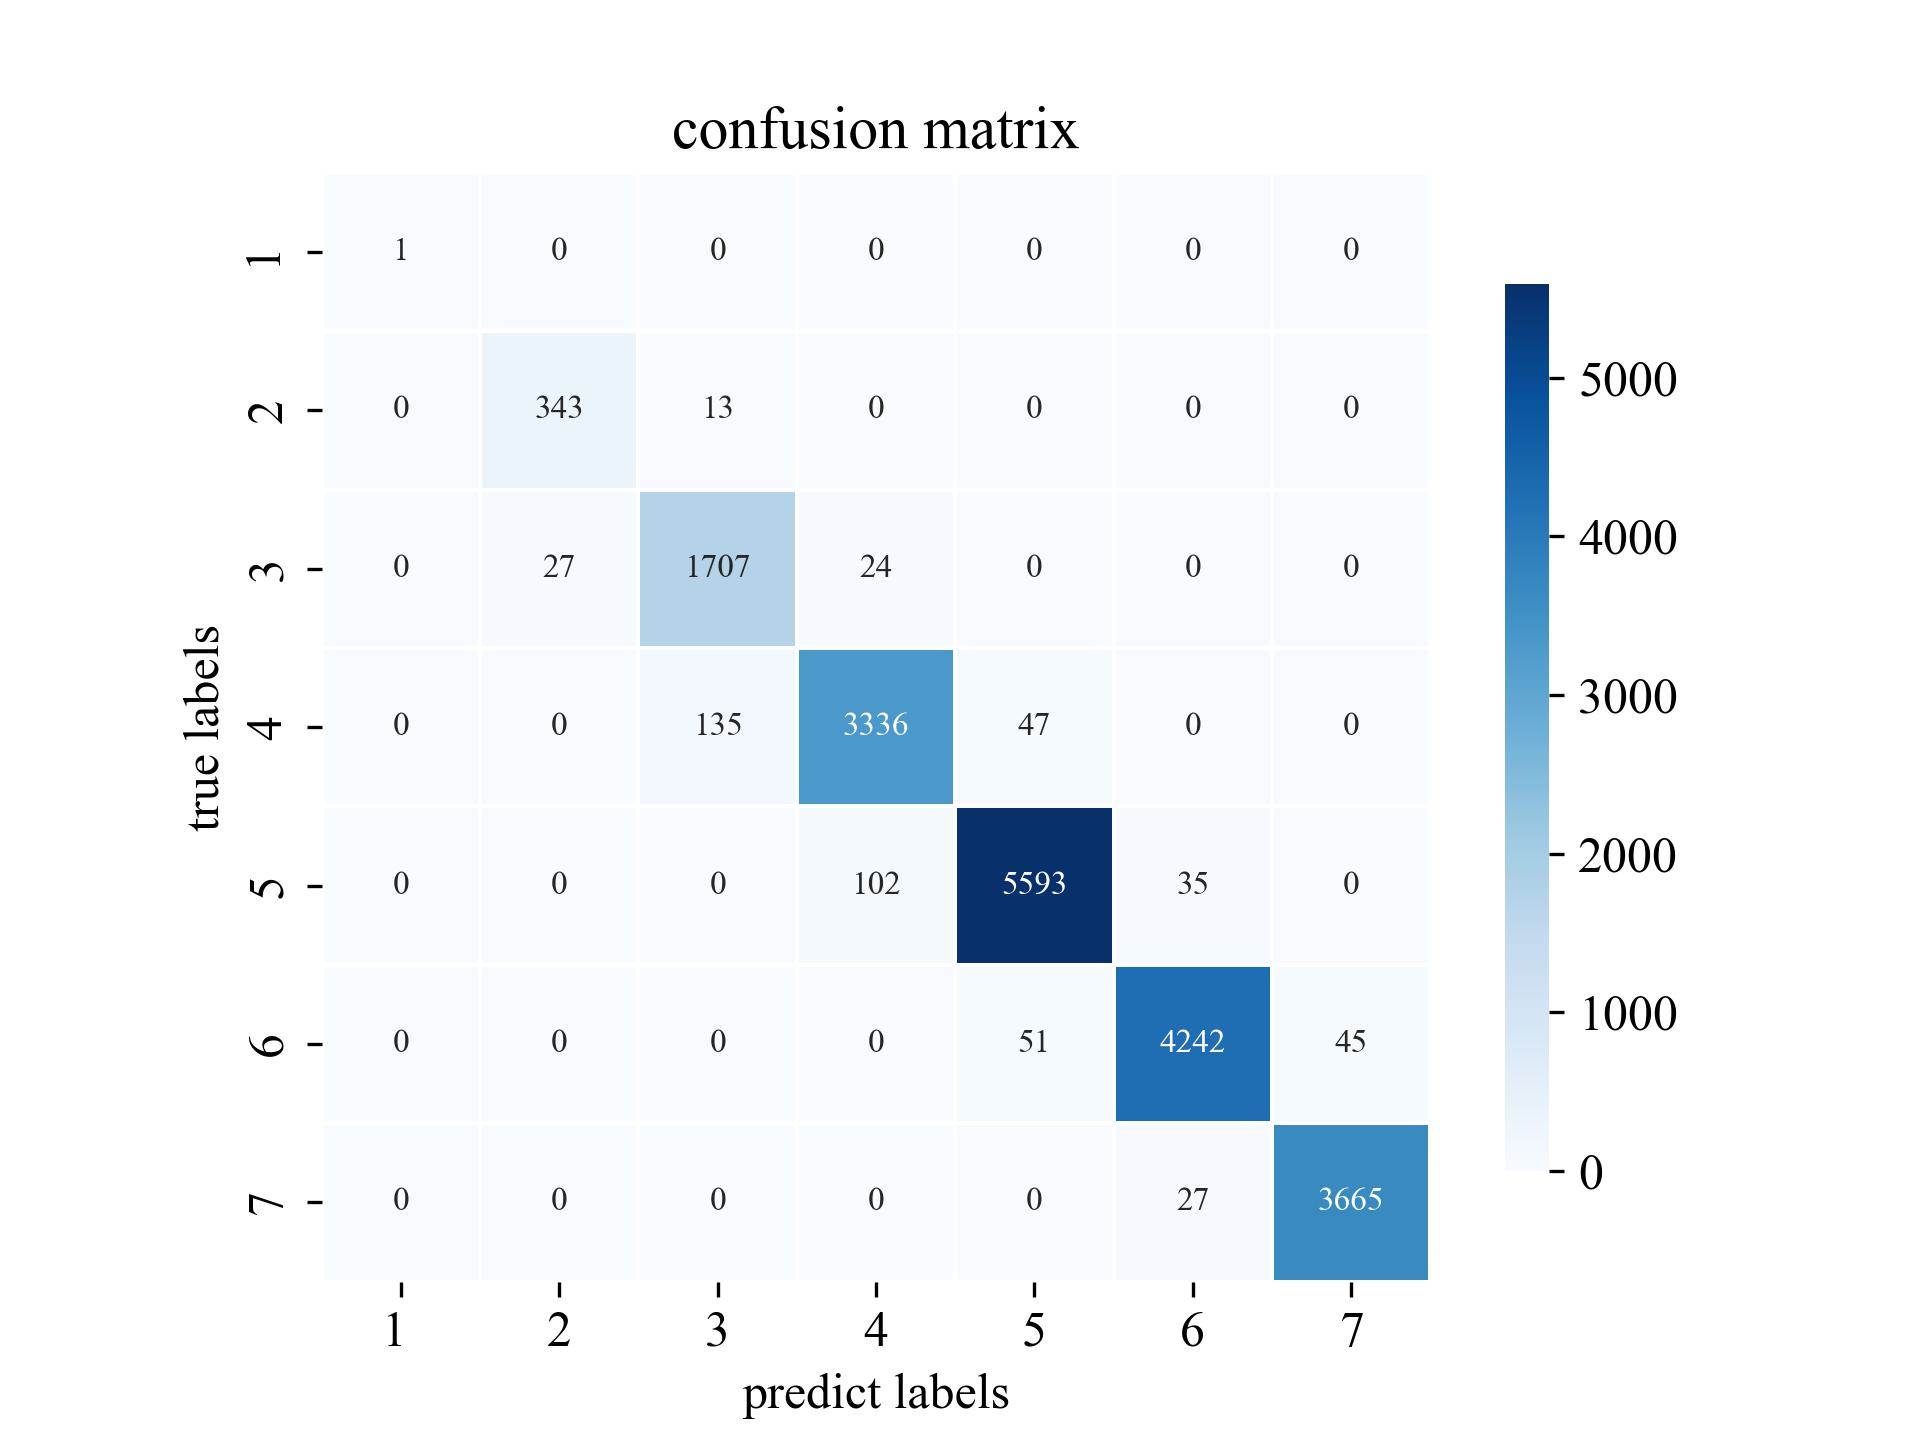 confusion matrix
1 1 0 0 0 0 0 0
2 0 343 13 0 0 0 0
3 0 27 1707 24 0 0 0
4 0 0 135 3336 47 0 0
5 0 0 0 102 5593 35 0
6 0 0 0 0 51 4242 45
7 0 0 0 0 0 27 3665
true labels
1 2 3 4 5 6 7
predict labels
5000
4000
3000
2000
1000
0